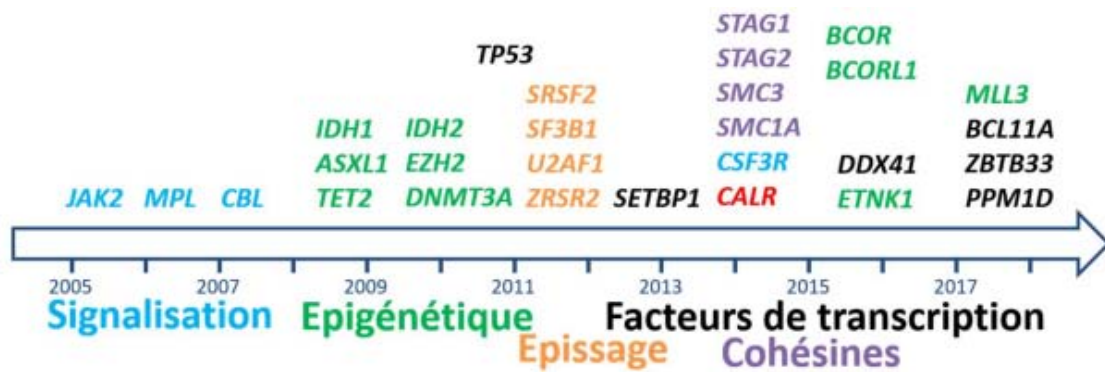 STAG1 BCOR
TP53 STAG2 BCORL1
SRSF2 SMC3 MLL3
IDH1 IDH2 SF3B1 SMC1A BCL11A
ASXL1 EZH2 U2AF1 CSF3R DDX41 ZBTB33
JAK2 MPL CBL TET2 DNMT3A ZRSR2 SETBP1 CALR ETNK1 PPM1D
2005 2007 2009 2011 2013 2015 2017
Signalisation Epigénétique Facteurs de transcription
Epissage Cohésines